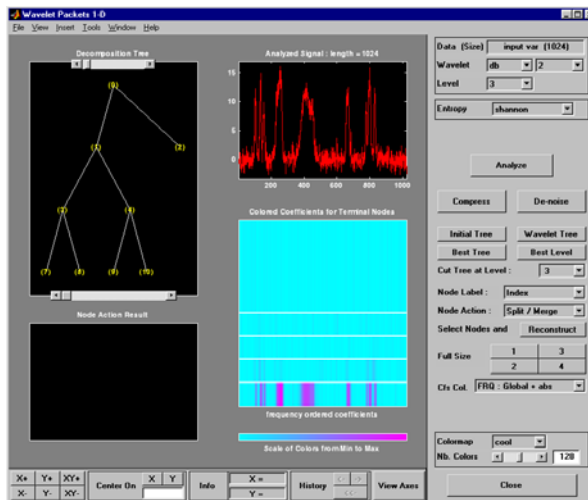 Wavelet Packets 1-D
File View Insert Tools Window Help
Decomposition Tree
(0)
(1) (2)
(3) (4)
(7) (8) (9) (10)
Node Action Result
Analyzed Signal : length = 1024
15
10
5
0
200 400 600 800 1000
Colored Coefficients for Terminal Nodes
frequency ordered coefficients
Scale of Colors from Min to Max
Data (Size) input var (1024)
Wavelet db 2
Level 3
Entropy shannon
Analyze
Compress De-noise
Initial Tree Wavelet Tree
Best Tree Best Level
Cut Tree at Level : 3
Node Label : Index
Node Action : Split / Merge
Select Nodes and Reconstruct
Full Size 1 3
2 4
Cfs Col. FRQ : Global + abs
Colormap cool
Nb. Colors 128
Close
X+ Y+ XY+
X- Y- XY-
Center On X Y
Info X =
Y =
History <- ->
<<-
View Axes